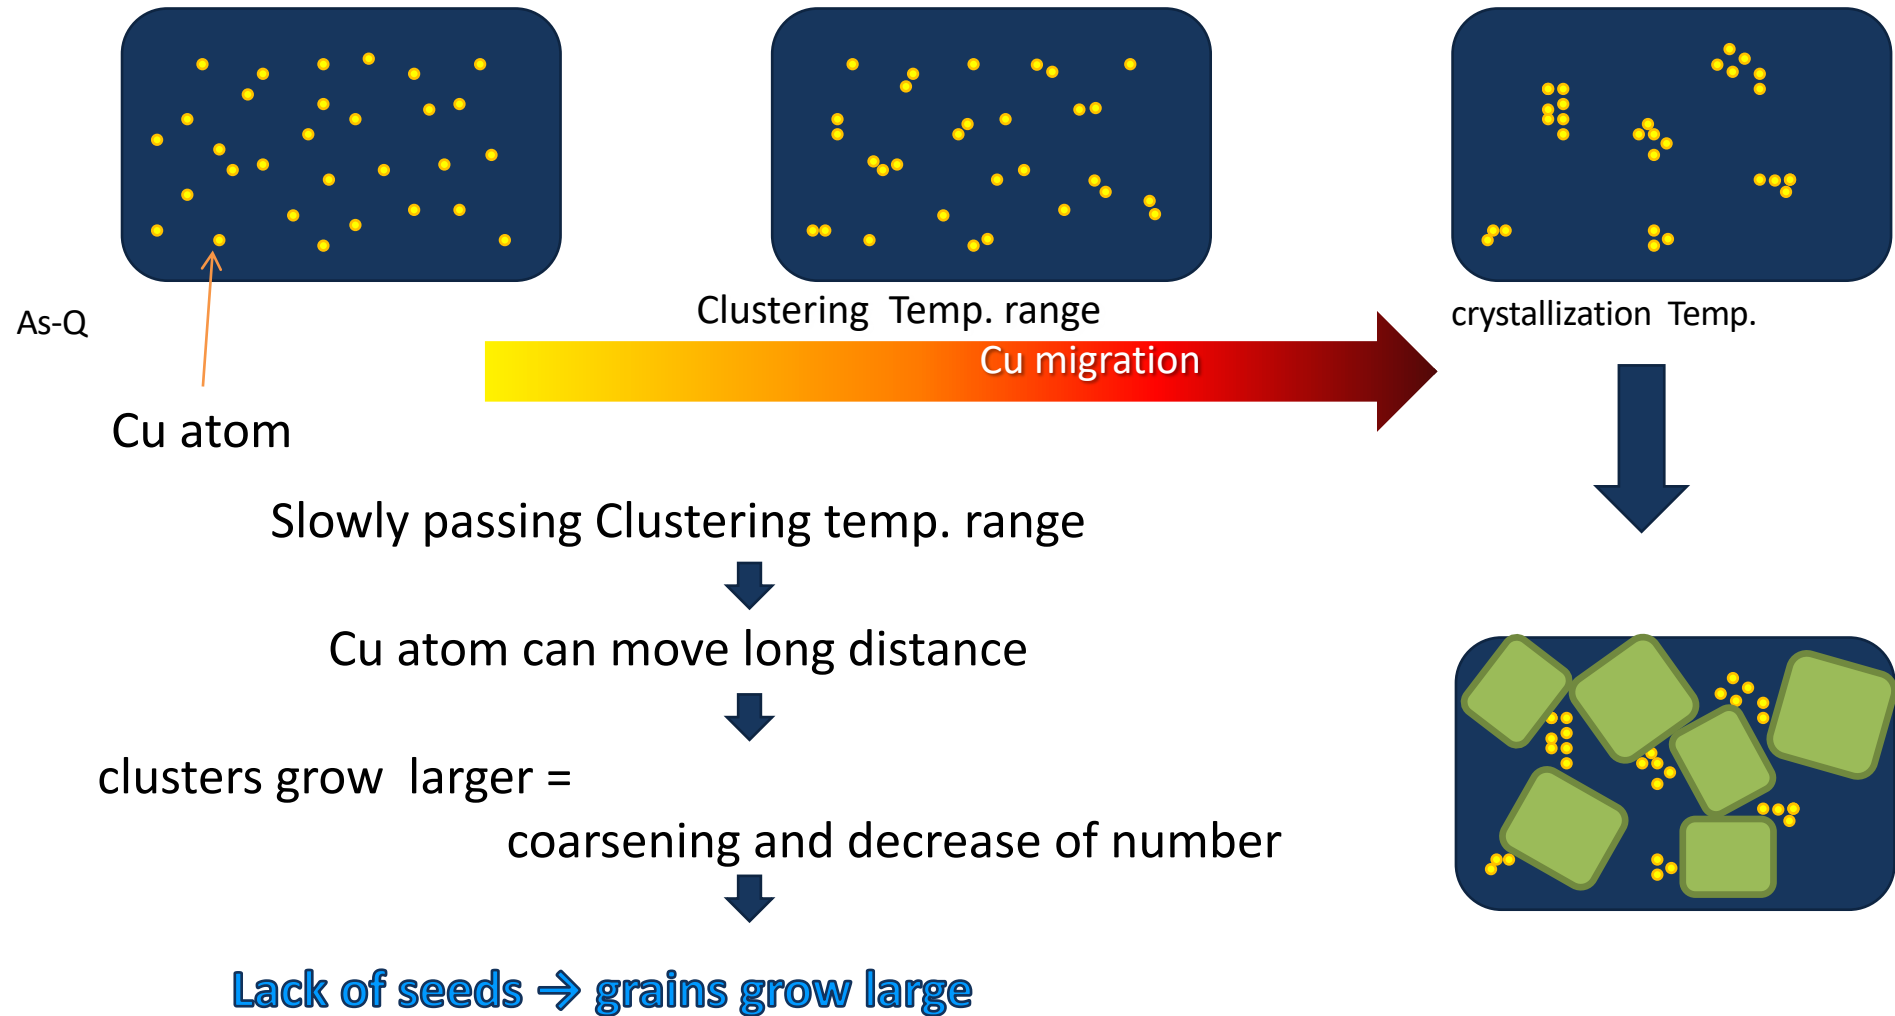 As-Q
Clustering Temp. range
crystallization Temp.
Cu migration
Cu atom
Slowly passing Clustering temp. range
Cu atom can move long distance
clusters grow larger =
coarsening and decrease of number
Lack of seeds → grains grow large